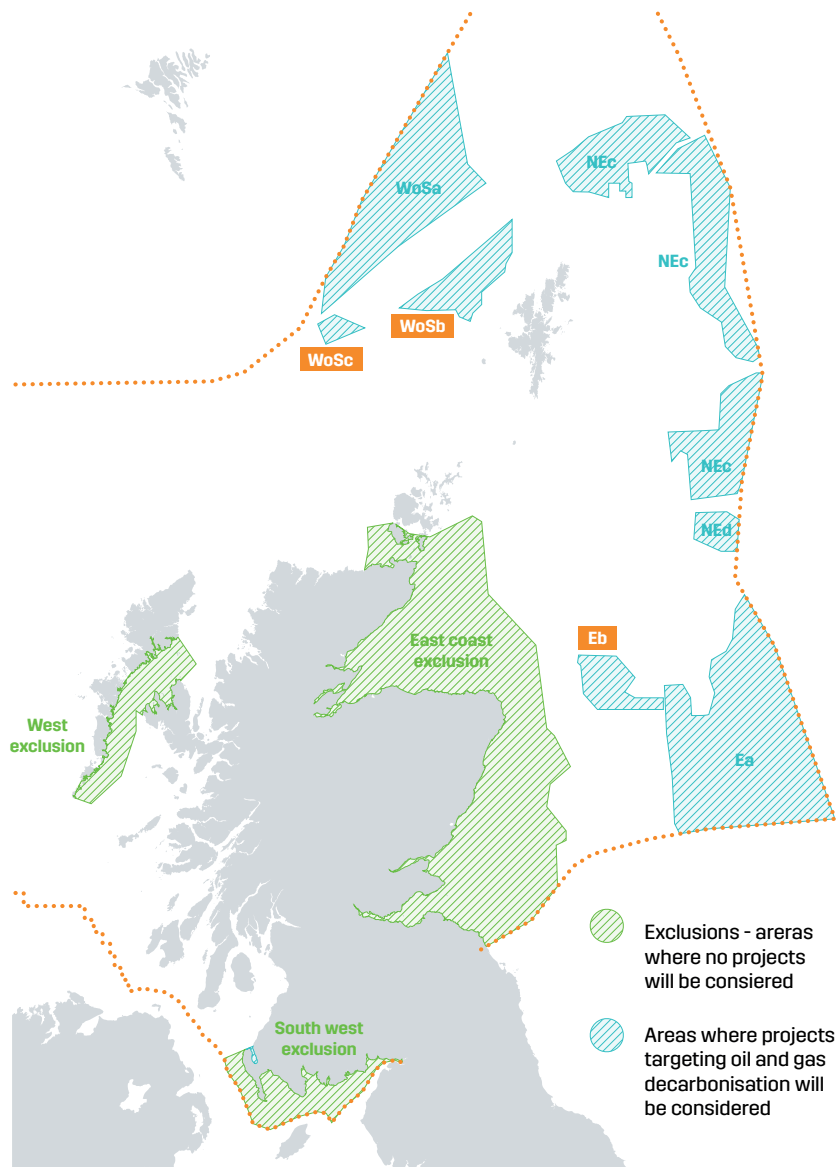 NEc
WoSa
NEc
WoSb
WoSc
NEc
NEd
East coast
exclusion
Eb
West
exclusion
Ea
Exclusions - areras
where no projects
will be consiered
South west
exclusion
Areas where projects
targeting oil and gas
decarbonisation will
be considered